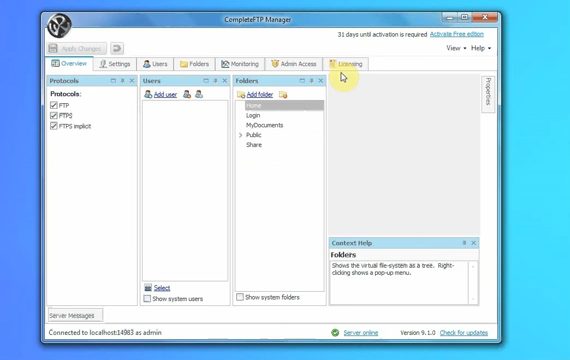 CompleteFTP Manager
31 days until activation is required Activate Free edition
Apply Changes
View Help
Overview Settings Users Folders Monitoring Admin Access Licensing
Protocols
Protocols:
FTP
FTPS
FTPS implicit
Users
Add user
Select
Show system users
Folders
Add folder
Home
Login
MyDocuments
Public
Share
Show system folders
Properties
Context Help
Folders
Shows the virtual file-system as a tree. Right-
clicking shows a pop-up menu.
Server Messages
Connected to localhost:14983 as admin
Server online
Version 9.1.0
Check for updates